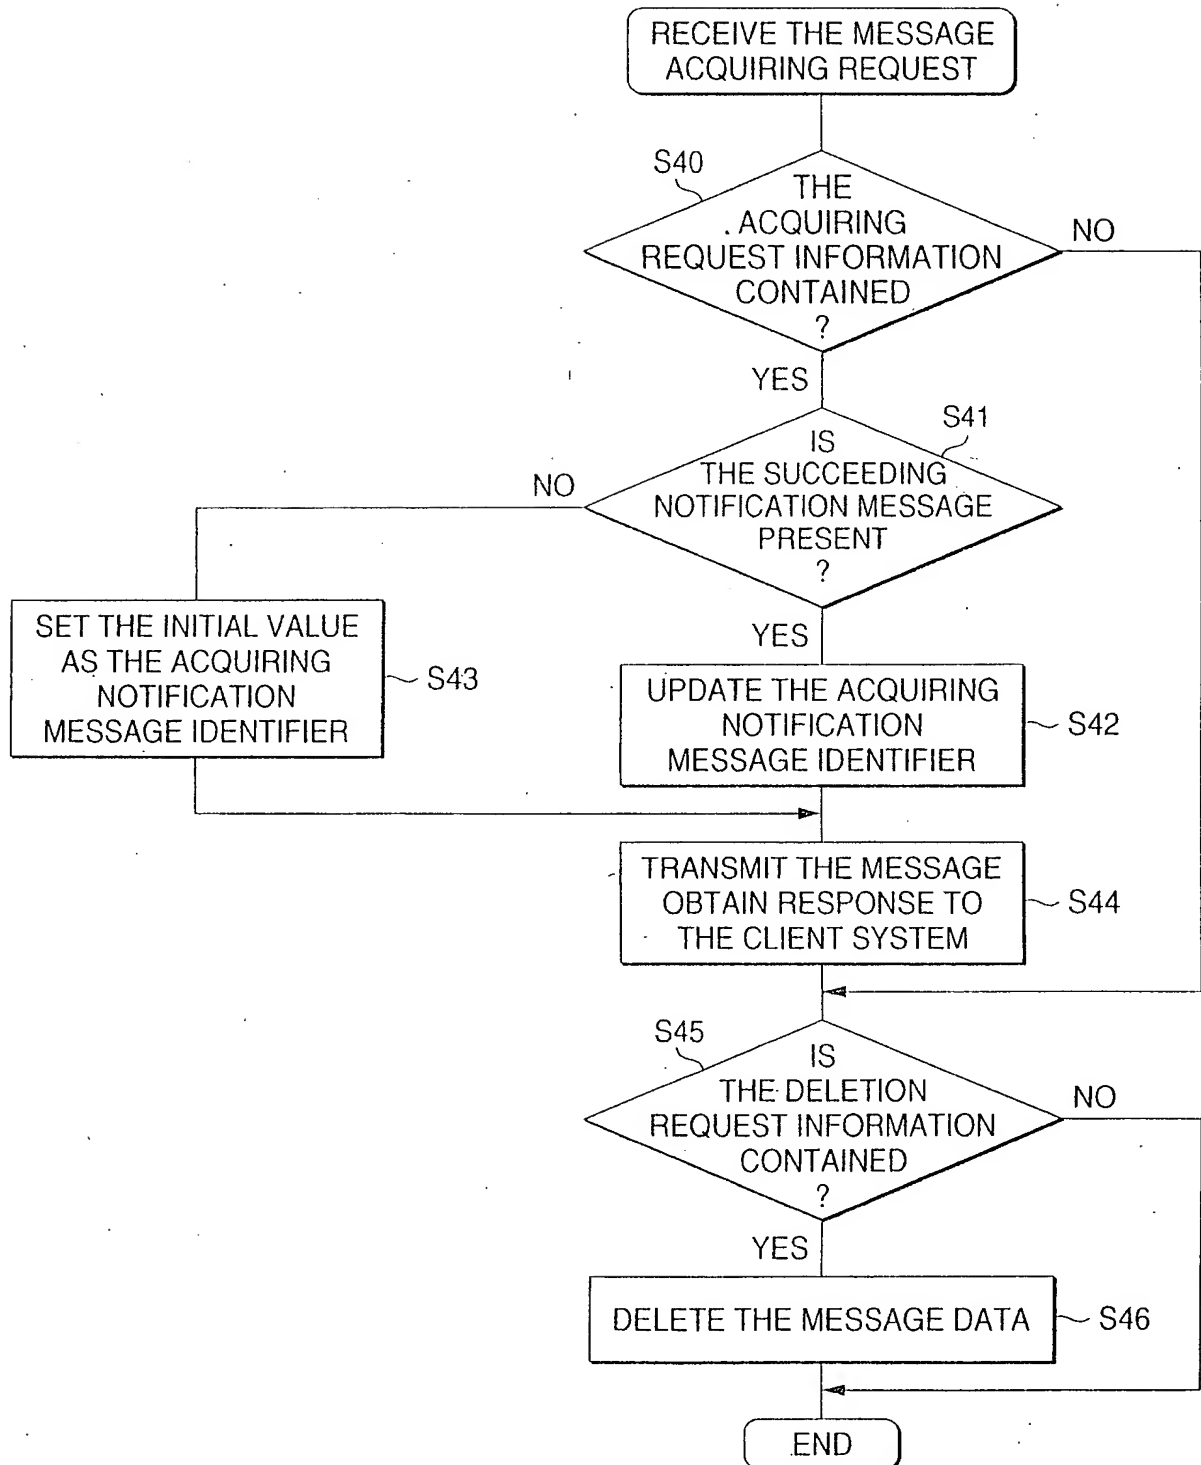 RECEIVE THE MESSAGE
ACQUIRING REQUEST
S40
THE
ACQUIRING
REQUEST INFORMATION
CONTAINED
?
NO
YES
S41
IS
THE SUCCEEDING
NOTIFICATION MESSAGE
PRESENT
?
NO
YES
SET THE INITIAL VALUE
AS THE ACQUIRING
NOTIFICATION
MESSAGE IDENTIFIER
S43
UPDATE THE ACQUIRING
NOTIFICATION
MESSAGE IDENTIFIER
S42
TRANSMIT THE MESSAGE
OBTAIN RESPONSE TO
THE CLIENT SYSTEM
S44
S45
IS
THE DELETION
REQUEST INFORMATION
CONTAINED
?
NO
YES
DELETE THE MESSAGE DATA
S46
END